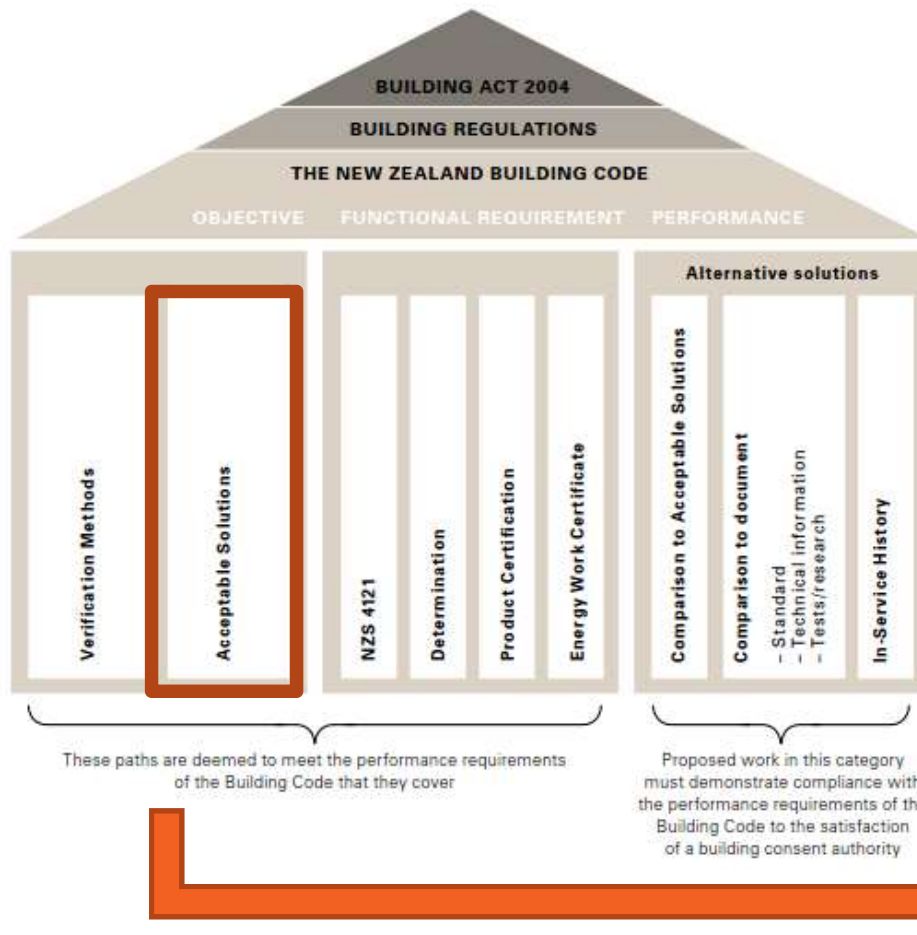 BUILDING ACT 2004
BUILDING REGULATIONS
THE NEW ZEALAND BUILDING CODE
OBJECTIVE FUNCTIONAL REQUIREMENT PERFORMANCE
Verification Methods
Acceptable Solutions
NZS 4121
Determination
Product Certification
Energy Work Certificate
Alternative solutions
Comparison to Acceptable Solutions
Comparison to document
– Standard
– Technical information
– Tests/research
In-Service History
These paths are deemed to meet the performance requirements
of the Building Code that they cover
Proposed work in this category
must demonstrate compliance with
the performance requirements of th
Building Code to the satisfaction
of a building consent authority